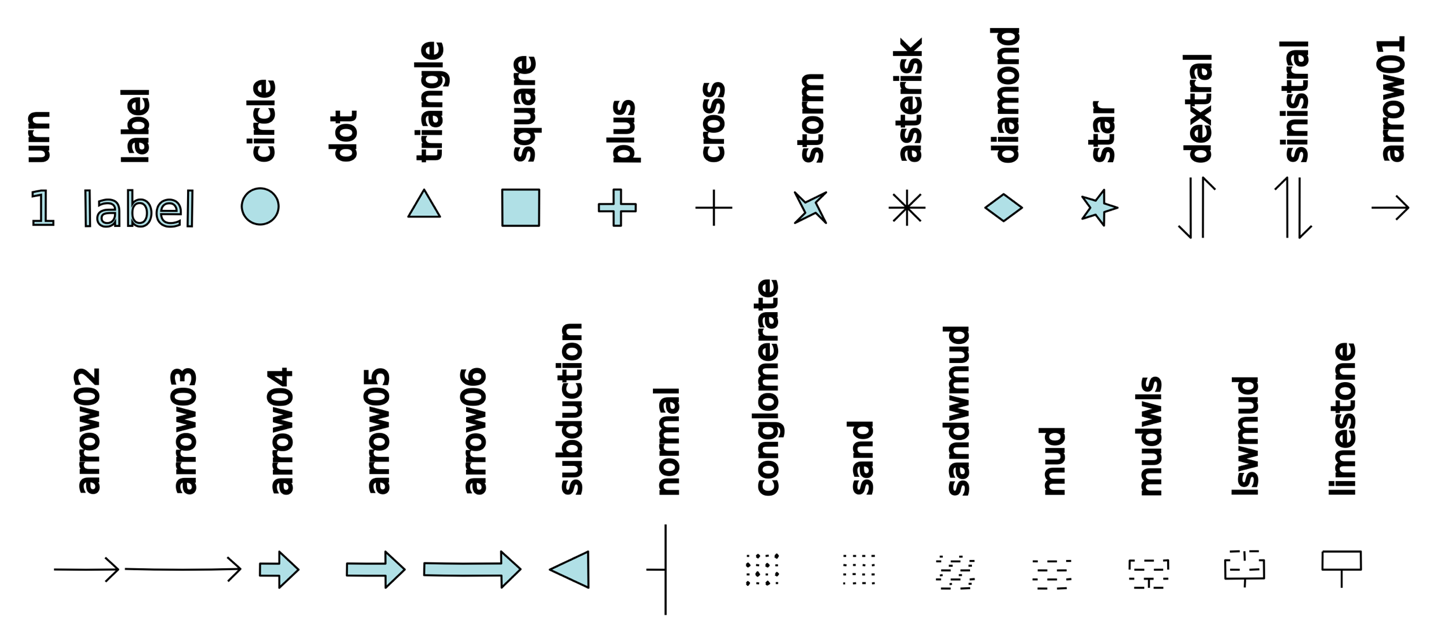 urn
label
circle
dot
triangle
square
plus
cross
storm
asterisk
diamond
star
dextral
sinistral
arrow01
1
label
arrow02
arrow03
arrow04
arrow05
arrow06
subduction
normal
conglomerate
sand
sandwmud
mud
mudwls
lswmud
limestone